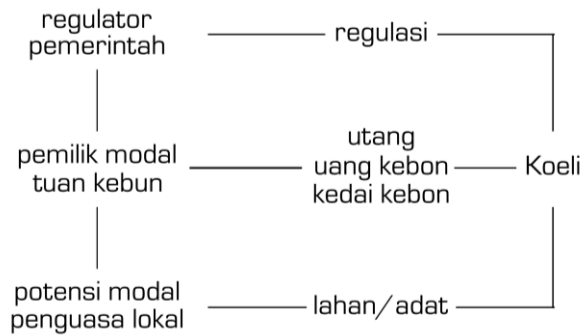 regulator
pemerintah
regulasi
pemilik modal
tuan kebun
utang
uang kebon
kedai kebon
Koeli
potensi modal
penguasa lokal
lahan/adat